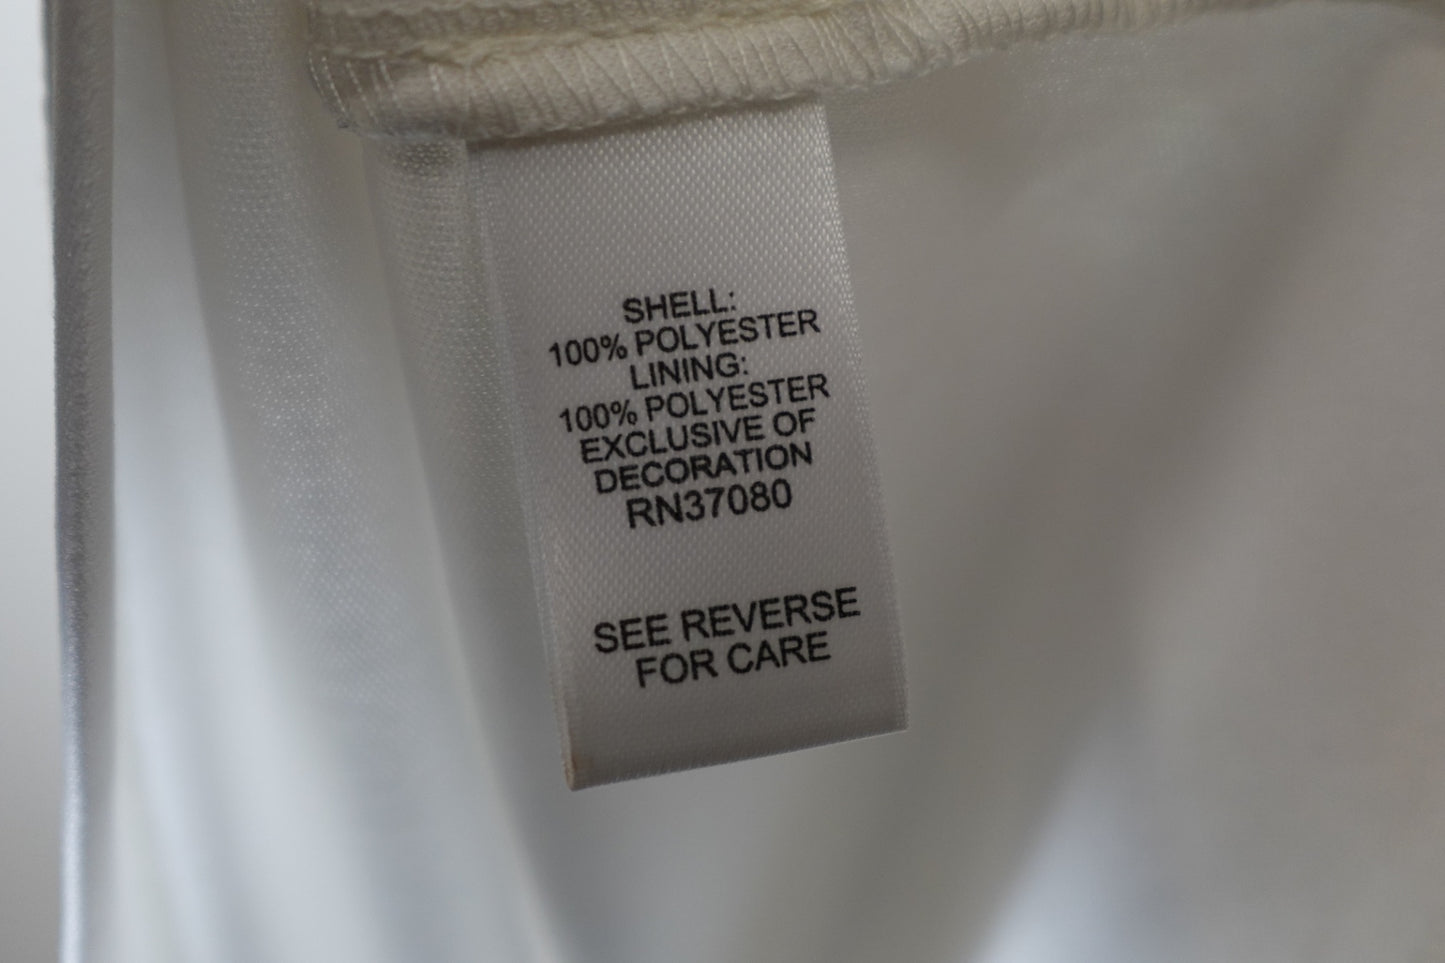 SHELL:
100% POLYESTER
LINING:
100% POLYESTER
EXCLUSIVE OF
DECORATION
RN37080
SEE REVERSE
FOR CARE